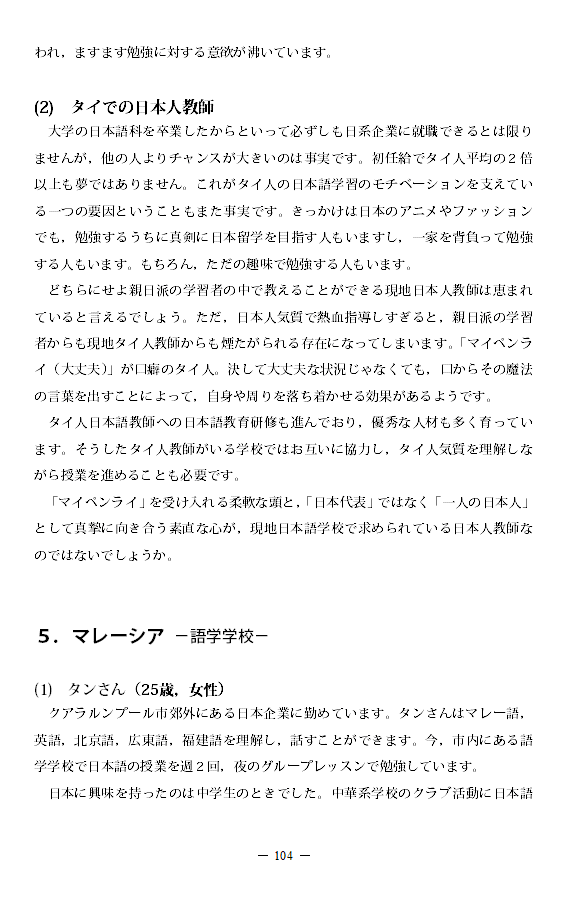 われ，ますます勉強に対する意欲が沸いています。
(2)　タイでの日本人教師
　大学の日本語科を卒業したからといって必ずしも日系企業に就職できるとは限り
ませんが，他の人よりチャンスが大きいのは事実です。初任給でタイ人平均の２倍
以上も夢ではありません。これがタイ人の日本語学習のモチベーションを支えてい
る一つの要因ということもまた事実です。きっかけは日本のアニメやファッション
でも，勉強するうちに真剣に日本留学を目指す人もいますし，一家を背負って勉強
する人もいます。もちろん，ただの趣味で勉強する人もいます。
　どちらにせよ親日派の学習者の中で教えることができる現地日本人教師は恵まれ
ていると言えるでしょう。ただ，日本人気質で熱血指導しすぎると，親日派の学習
者からも現地タイ人教師からも煙たがられる存在になってしまいます。「マイペンラ
イ（大丈夫）」が口癖のタイ人。決して大丈夫な状況じゃなくても，口からその魔法
の言葉を出すことによって，自身や周りを落ち着かせる効果があるようです。
　タイ人日本語教師への日本語教育研修も進んでおり，優秀な人材も多く育ってい
ます。そうしたタイ人教師がいる学校ではお互いに協力し，タイ人気質を理解しな
がら授業を進めることも必要です。
　「マイペンライ」を受け入れる柔軟な頭と，「日本代表」ではなく「一人の日本人」
として真摯に向き合う素直な心が，現地日本語学校で求められている日本人教師な
のではないでしょうか。
５．マレーシア　－語学学校－
(1)　タンさん（25歳，女性）
　クアラルンプール市郊外にある日本企業に勤めています。タンさんはマレー語，
英語，北京語，広東語，福建語を理解し，話すことができます。今，市内にある語
学学校で日本語の授業を週２回，夜のグループレッスンで勉強しています。
　日本に興味を持ったのは中学生のときでした。中華系学校のクラブ活動に日本語
― 104 ―